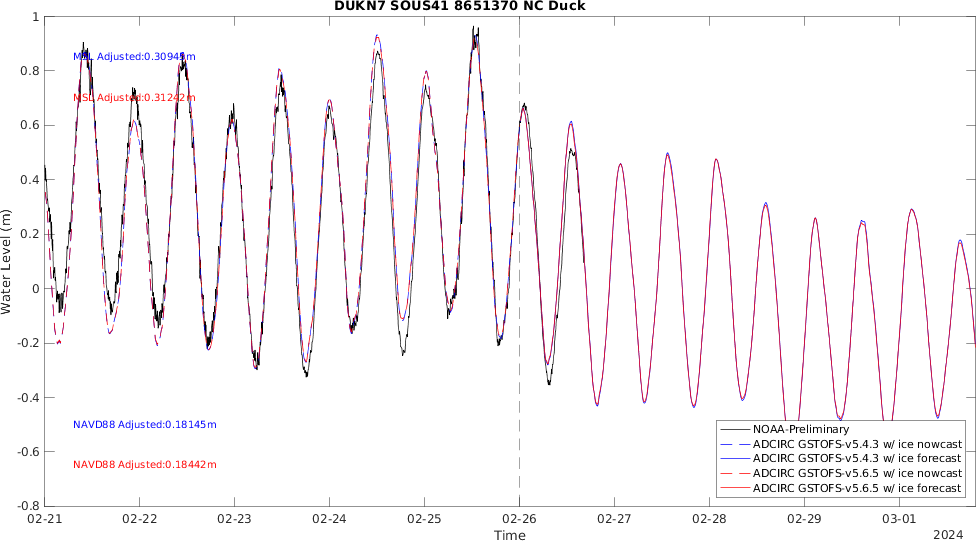 DUKN7 SOUS41 8651370 NC Duck
1
0.8
0.6
0.4
0.2
0
-0.2
-0.4
-0.6
-0.8
Water Level (m)
MSL Adjusted:0.30945m
MSL Adjusted:0.31242m
NAVD88 Adjusted:0.18145m
NAVD88 Adjusted:0.18442m
NOAA-Preliminary
ADCIRC GSTOFS-v5.4.3 w/ ice nowcast
ADCIRC GSTOFS-v5.4.3 w/ ice forecast
ADCIRC GSTOFS-v5.6.5 w/ ice nowcast
ADCIRC GSTOFS-v5.6.5 w/ ice forecast
02-21 02-22 02-23 02-24 02-25 02-26 02-27 02-28 02-29 03-01
Time
2024